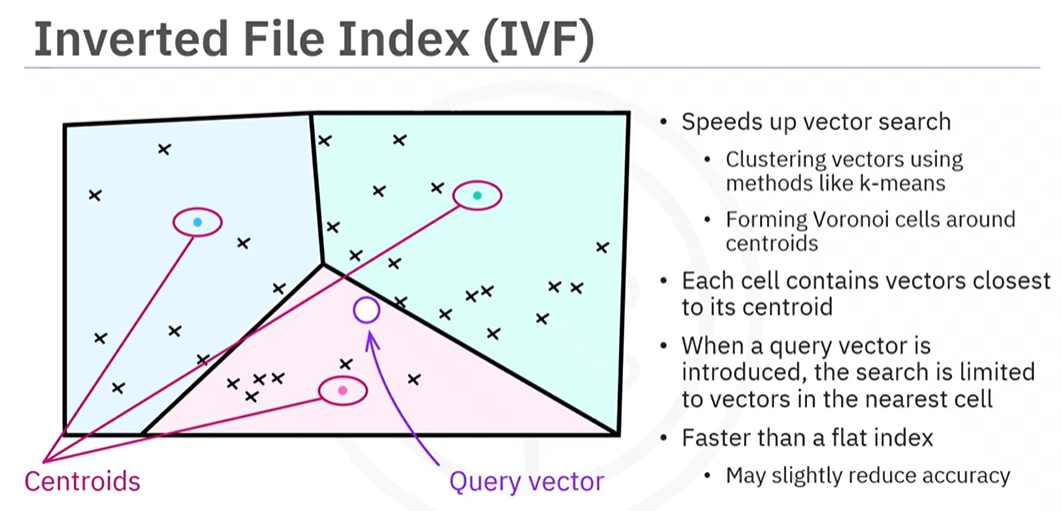 Inverted File Index (IVF)
• Speeds up vector search
• Clustering vectors using
methods like k-means
• Forming Voronoi cells around
centroids
• Each cell contains vectors closest
to its centroid
• When a query vector is
introduced, the search is limited
to vectors in the nearest cell
• Faster than a flat index
• May slightly reduce accuracy
Centroids
Query vector